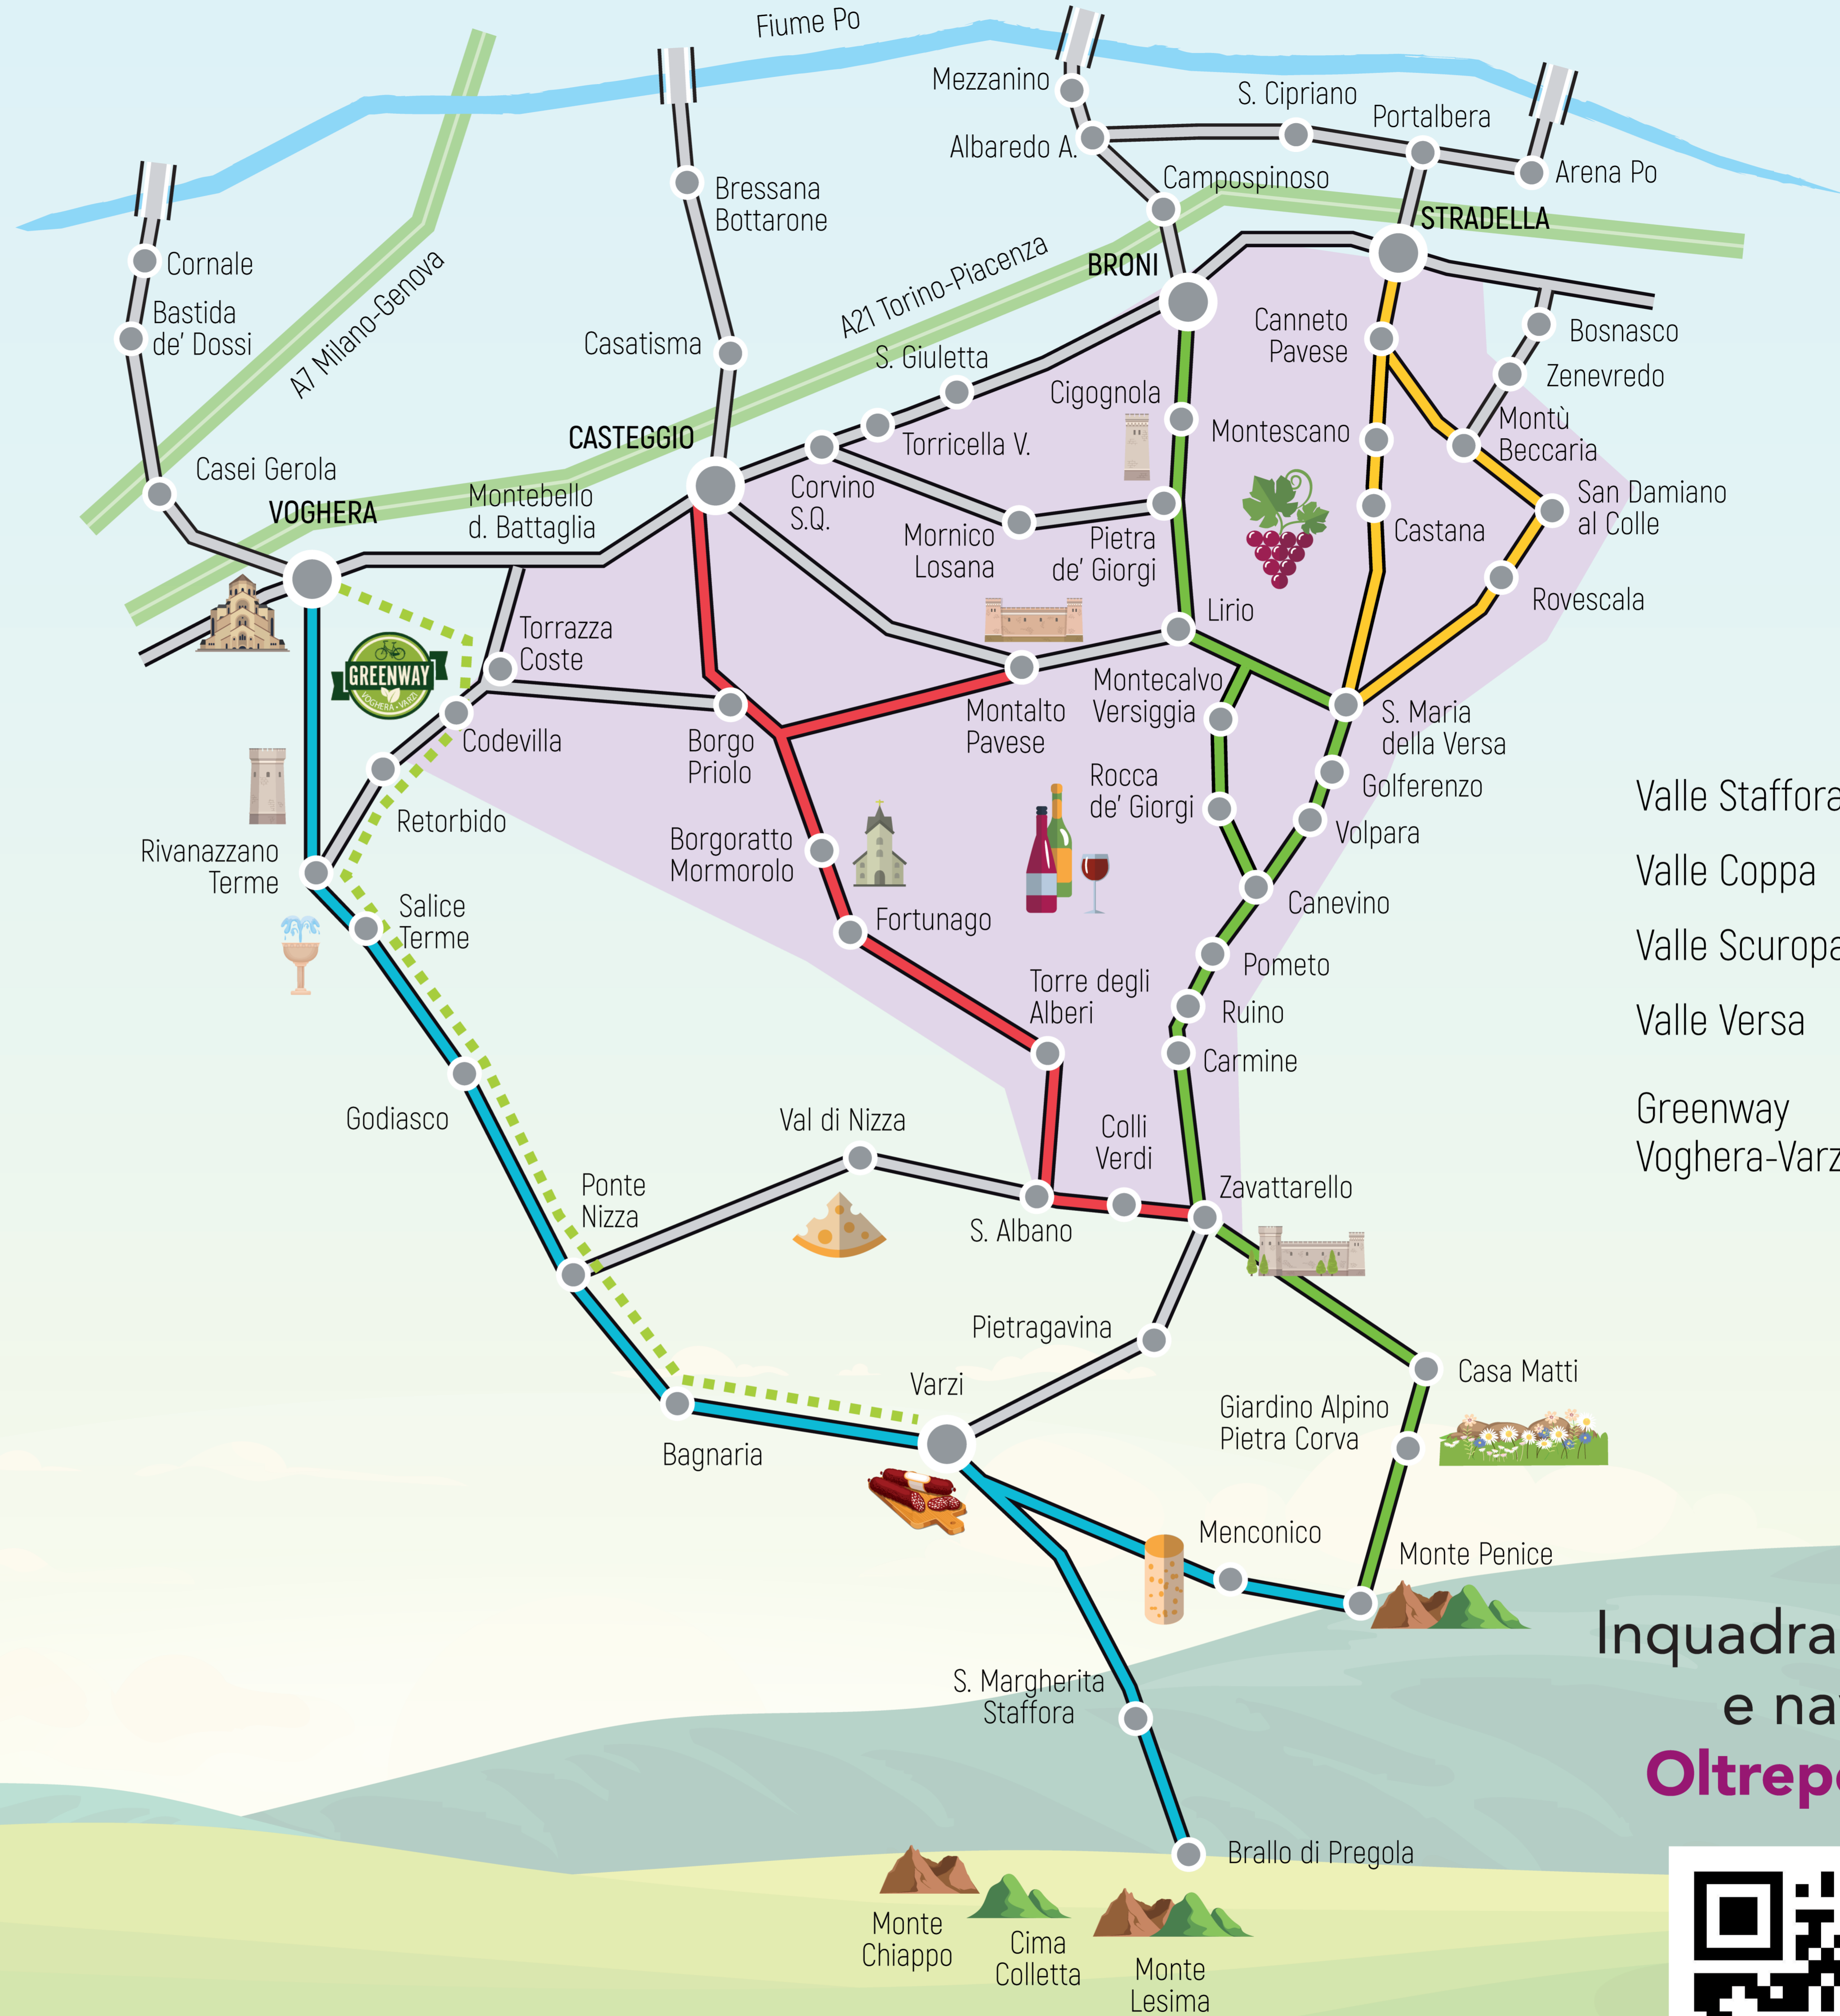 Fiume Po
Mezzanino
S. Cipriano
Portalbera
Albaredo A.
Arena Po
Campospinoso
Bressana
Bottarone
STRADELLA
A7 Milano-Genova
A21 Torino-Piacenza
BRONI
Cornale
Bastida
de' Dossi
Casatisma
S. Giuletta
Canneto
Pavese
Bosnasco
Cigognola
Zenevredo
CASTEGGIO
Torricella V.
Montescano
Montù
Beccaria
Casei Gerola
VOGHERA
Montebello
d. Battaglia
Corvino
S.Q.
San Damiano
al Colle
Mornico
Losana
Pietra
de' Giorgi
Castana
Rovescala
Lirio
Torrazza
Coste
GREENWAY
VOGHERA • VARZI
Montecalvo
Versiggia
Codevilla
Borgo
Priolo
Montalto
Pavese
S. Maria
della Versa
Rocca
de' Giorgi
Golferenzo
Valle Staffora
Retorbido
Volpara
Borgoratto
Mormorolo
Rivanazzano
Terme
Valle Coppa
Canevino
Salice
Terme
Fortunago
Valle Scuropa
Pometo
Torre degli
Alberi
Ruino
Valle Versa
Carmine
Godiasco
Val di Nizza
Colli
Verdi
Greenway
Voghera-Varz
Ponte
Nizza
Zavattarello
S. Albano
Pietragavina
Varzi
Casa Matti
Giardino Alpino
Pietra Corva
Bagnaria
Menconico
Monte Penice
Inquadra
e na
S. Margherita
Staffora
Oltrepo
Brallo di Pregola
Monte
Chiappo
Cima
Colletta
Monte
Lesima